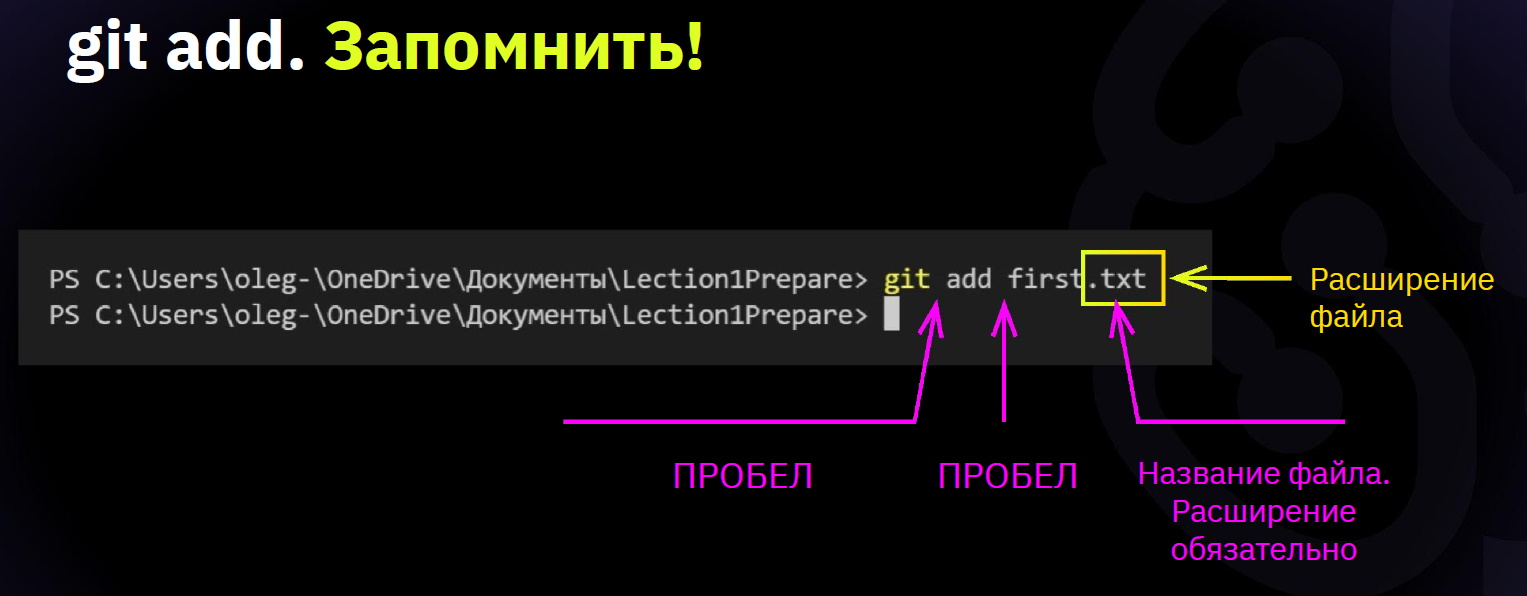 git add. Запомнить!
PS C:\Users\oleg-\OneDrive\Документы\Lection1Prepare> git add first.txt
PS C:\Users\oleg-\OneDrive\Документы\Lection1Prepare>
Расширение
файла
ПРОБЕЛ
ПРОБЕЛ
Название файла.
Расширение
обязательно